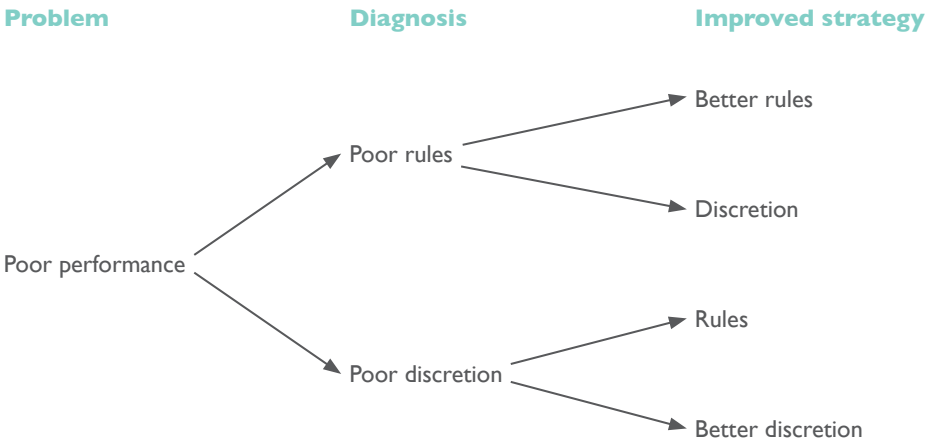 Problem
Diagnosis
Improved strategy
Better rules
Poor rules
Discretion
Poor performance
Rules
Poor discretion
Better discretion